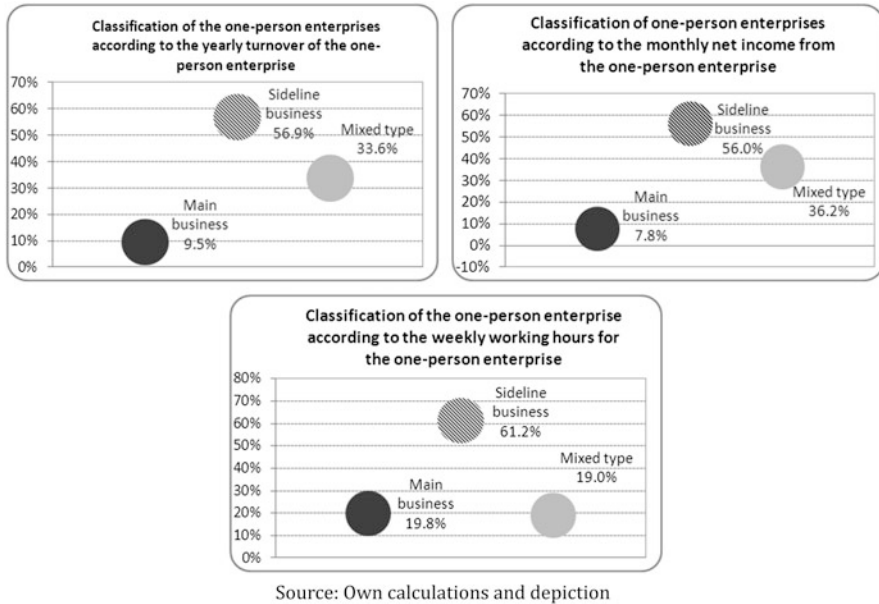 Classification of the one-person enterprises
according to the yearly turnover of the one-
person enterprise
70%
60%
50%
40%
30%
20%
10%
0%
Sideline
business
56.9%
Mixed type
33.6%
Main
business
9.5%
Classification of one-person enterprises
according to the monthly net income from
the one-person enterprise
70%
60%
50%
40%
30%
20%
10%
0%
-10%
Sideline
business
56.0%
Mixed type
36.2%
Main
business
7.8%
Classification of the one-person enterprise
according to the weekly working hours for
the one-person enterprise
80%
70%
60%
50%
40%
30%
20%
10%
0%
Sideline
business
61.2%
Mixed type
19.0%
Main
business
19.8%
Source: Own calculations and depiction